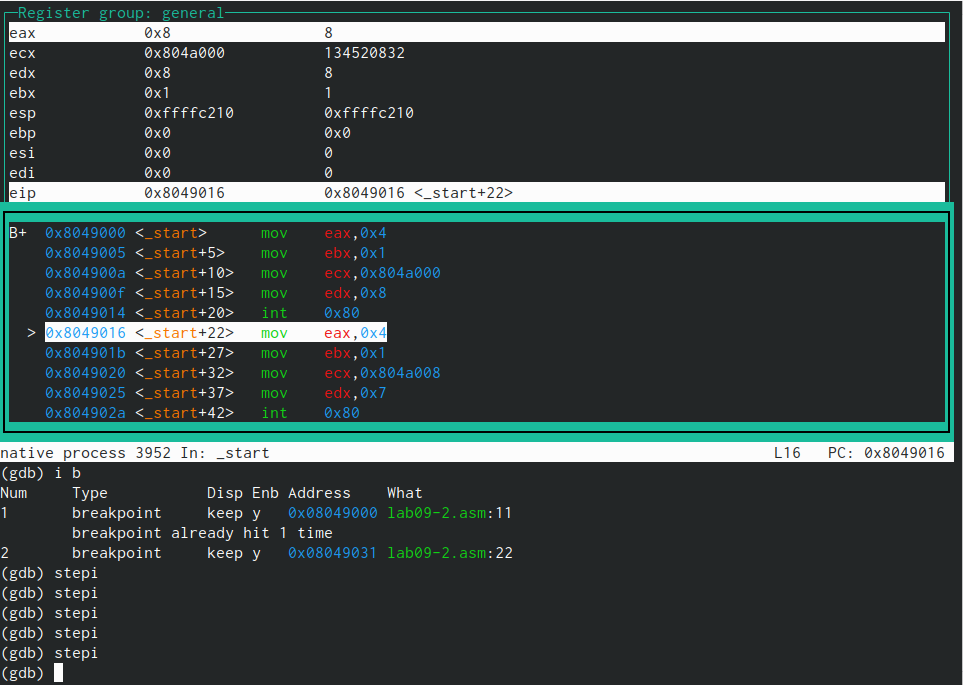 Register group: general
eax 0x8 8
ecx 0x804a000 134520832
edx 0x8 8
ebx 0x1 1
esp 0xffffc210 0xffffc210
ebp 0x0 0x0
esi 0x0 0
edi 0x0 0
eip 0x8049016 0x8049016 <_start+22>
B+ 0x8049000 <_start> mov eax,0x4
0x8049005 <_start+5> mov ebx,0x1
0x804900a <_start+10> mov ecx,0x804a000
0x804900f <_start+15> mov edx,0x8
0x8049014 <_start+20> int 0x80
> 0x8049016 <_start+22> mov eax,0x4
0x804901b <_start+27> mov ebx,0x1
0x8049020 <_start+32> mov ecx,0x804a008
0x8049025 <_start+37> mov edx,0x7
0x804902a <_start+42> int 0x80
native process 3952 In: _start L16 PC: 0x8049016
(gdb) i b
Num Type Disp Enb Address What
1 breakpoint keep y 0x08049000 lab09-2.asm:11
breakpoint already hit 1 time
2 breakpoint keep y 0x08049031 lab09-2.asm:22
(gdb) stepi
(gdb) stepi
(gdb) stepi
(gdb) stepi
(gdb) stepi
(gdb)